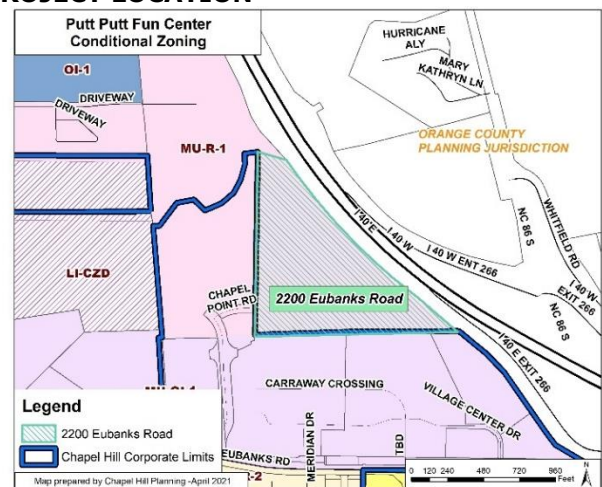 ROJECT LOCATION
Putt Putt Fun Center
Conditional Zoning
HURRICANE
ALY
MARY
KATHRYN LN
OI-1
DRIVEWAY
DRIVEWAY
ORANGE COUNTY
PLANNING JURISDICTION
MU-R-1
WHITFIELD RD
NC 86 S
I 40 E
I 40 W
I 40 W ENT 266
I 40 W
EXIT 266
NC 86 S
LI-CZD
CHAPEL
POINT RD
2200 Eubanks Road
I 40 E EXIT 266
CARRAWAY CROSSING
VILLAGE CENTER DR
MERIDIAN DR
TBD
EUBANKS RD
Legend
2200 Eubanks Road
Chapel Hill Corporate Limits
0 120 240 480 720 960
Feet
N
Map prepared by Chapel Hill Planning -April 2021